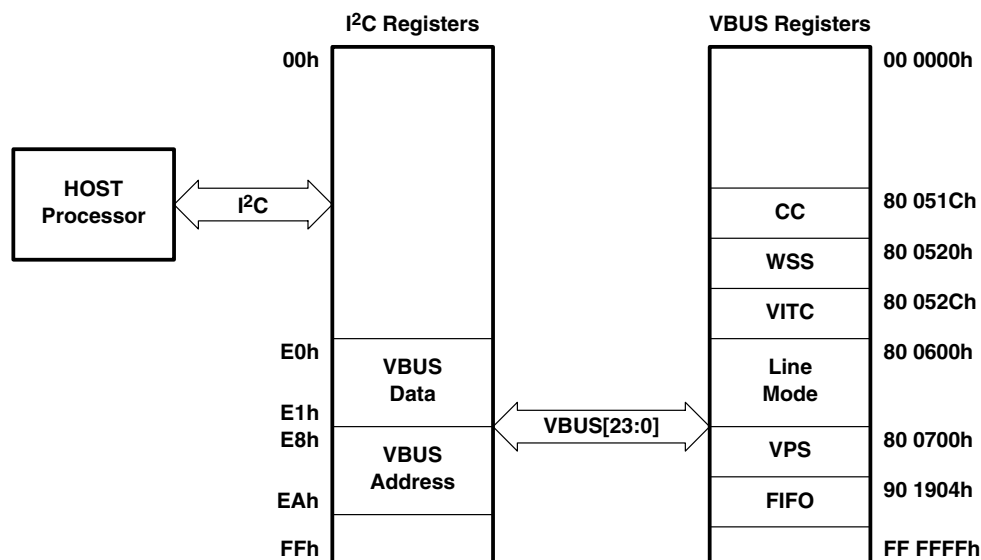 I²C Registers
VBUS Registers
00h
00 0000h
HOST
Processor
I²C
CC
80 051Ch
WSS
80 0520h
VITC
80 052Ch
E0h
VBUS
Data
E1h
Line
Mode
80 0600h
VBUS[23:0]
E8h
VBUS
Address
EAh
VPS
80 0700h
FIFO
90 1904h
FFh
FF FFFFh